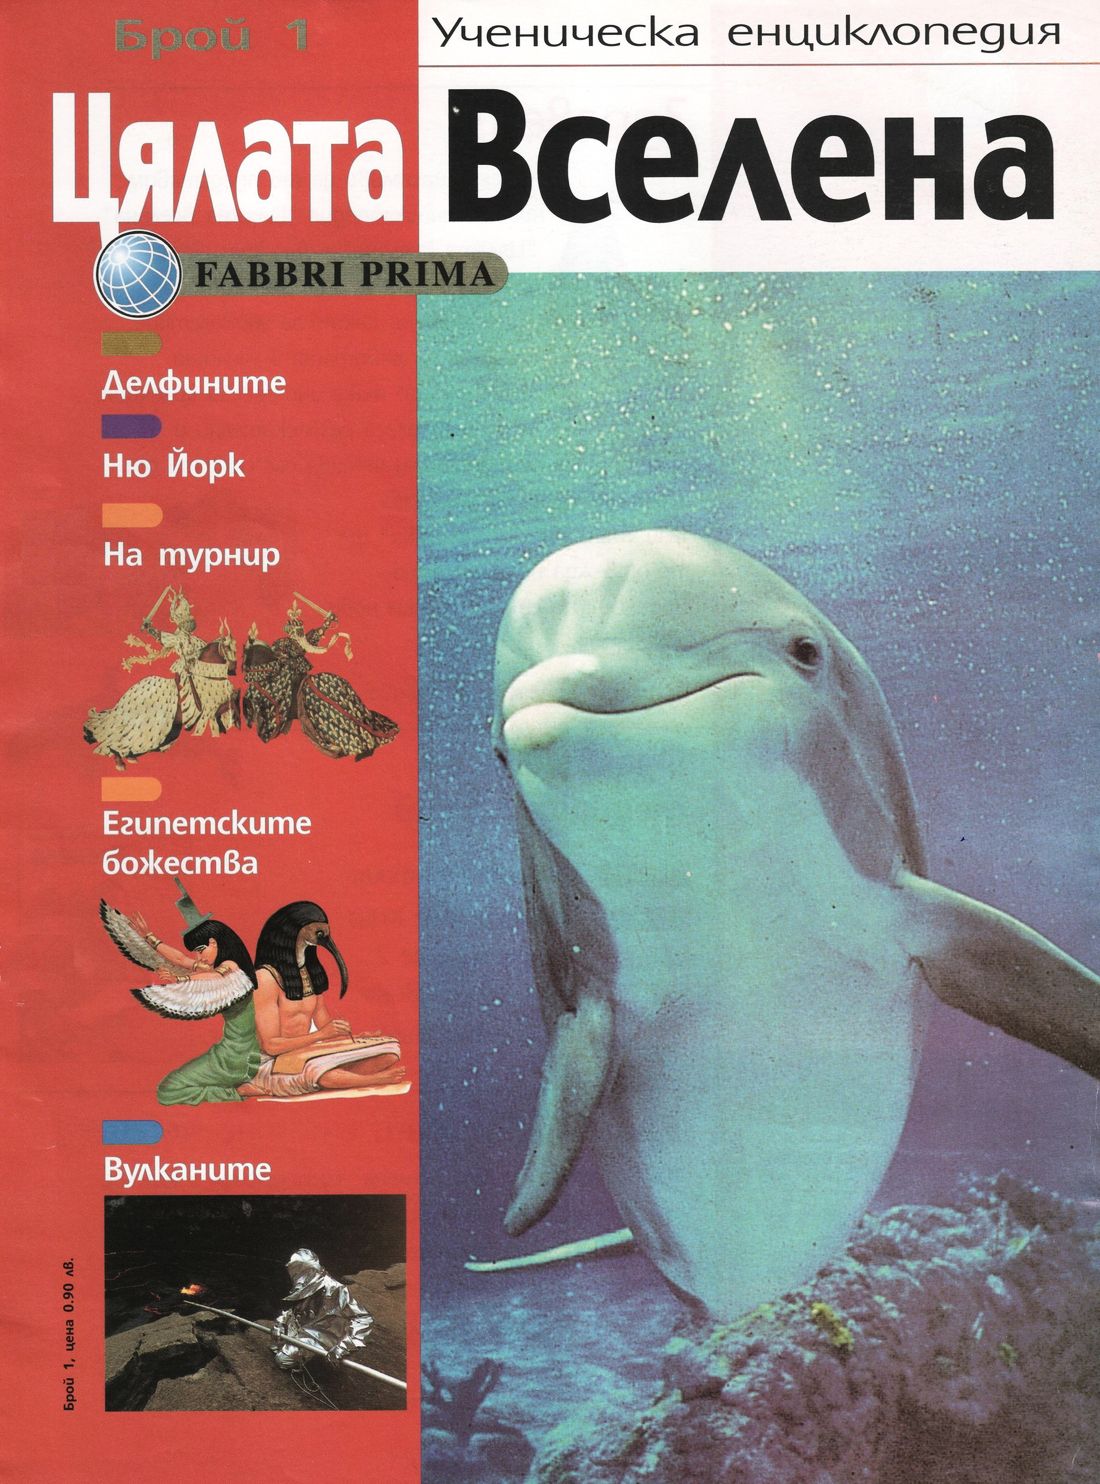 Брой 1
Ученическа енциклопедия
Цялата Вселена
FABBRI PRIMA
Делфините
Ню Йорк
На турнир
Египетските
божества
Вулканите
Брой 1, цена 0.90 лв.